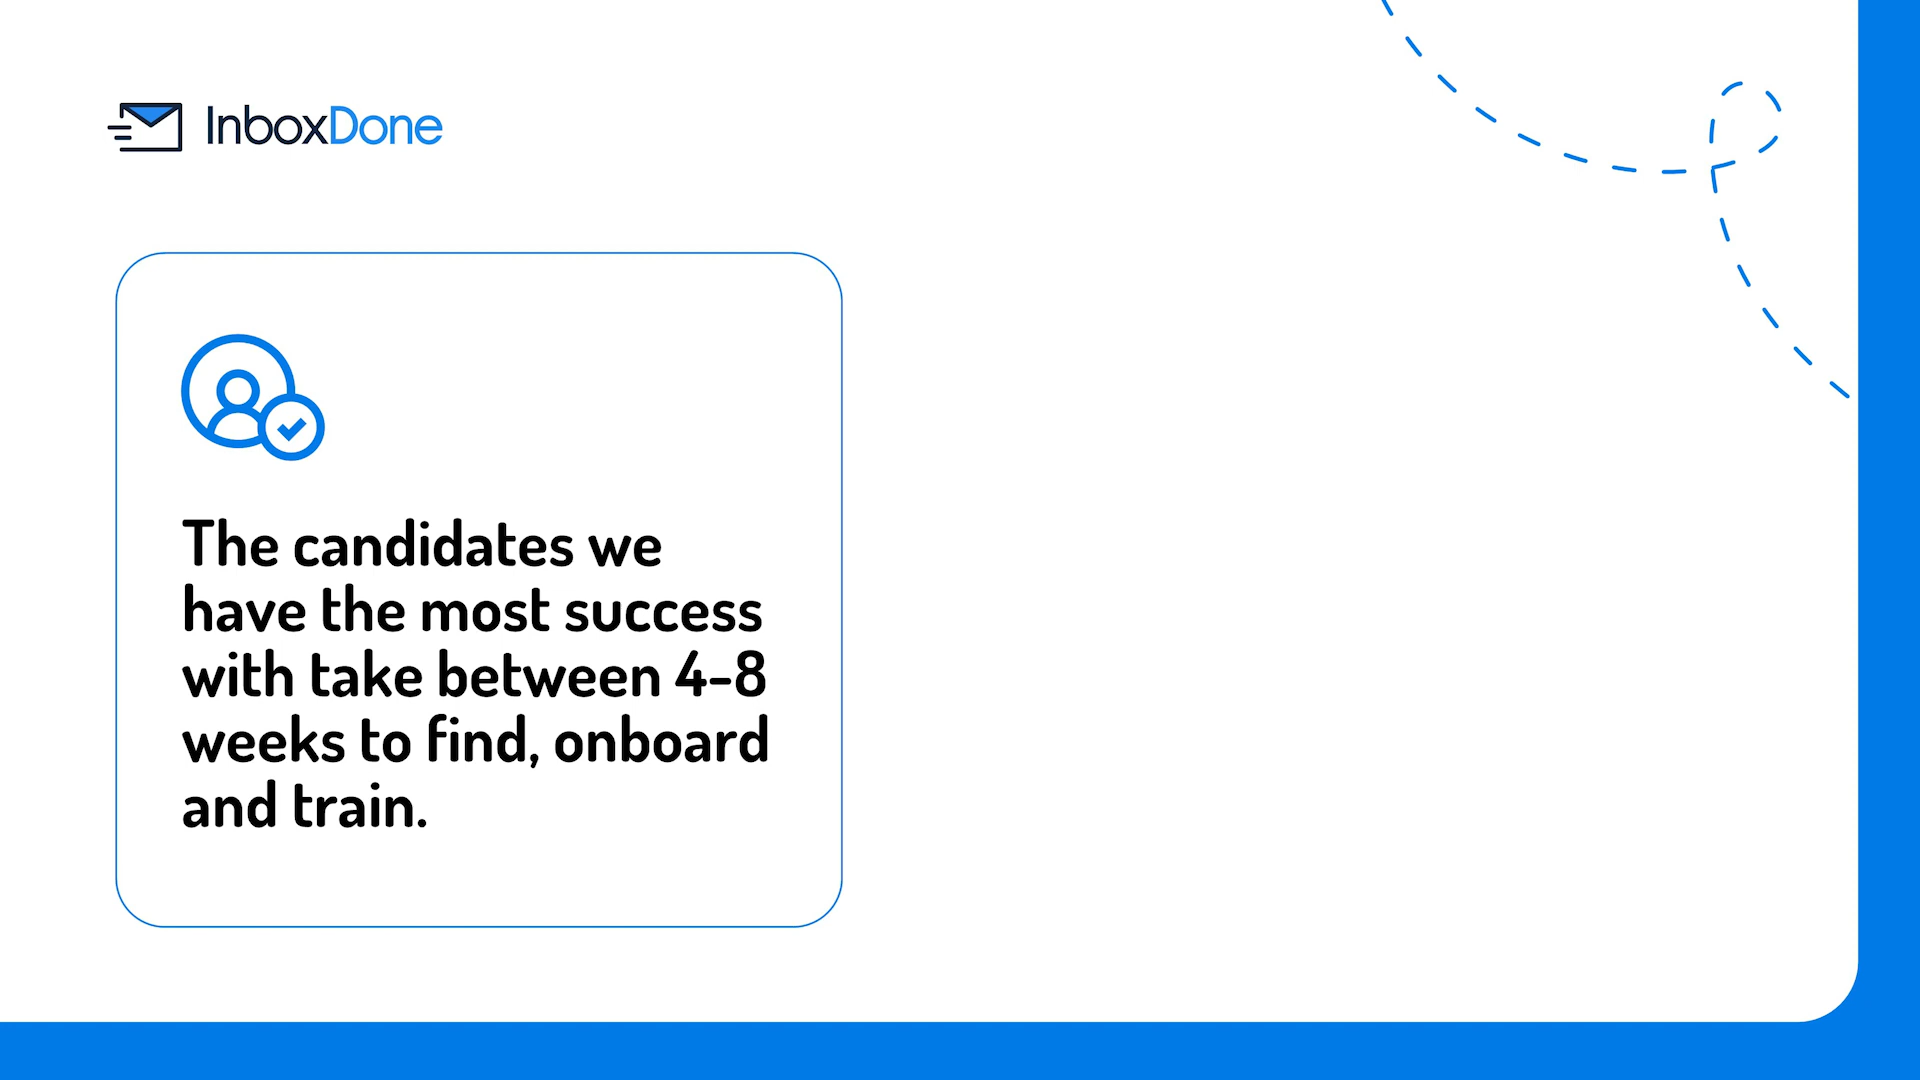 InboxDone
The candidates we
have the most success
with take between 4-8
weeks to find, onboard
and train.